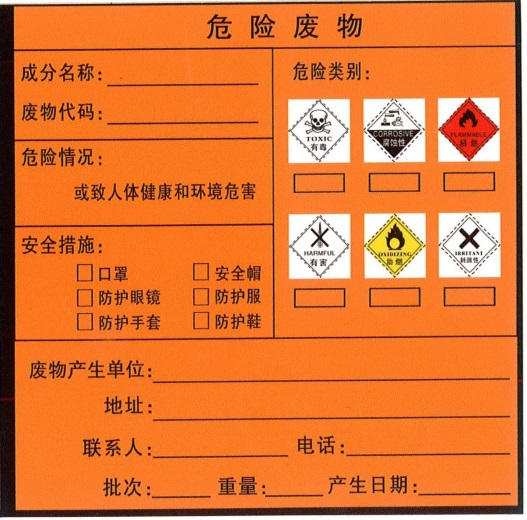 危险废物
成分名称：
废物代码：
危险情况：
或致人体健康和环境危害
安全措施：
口罩 安全帽
防护眼镜 防护服
防护手套 防护鞋
危险类别：
TOXIC
有毒
CORROSIVE
腐蚀性
FLAMMABLE
易燃
HARMFUL
有害
OXIDIZING
助燃
IRRITANT
刺激性
废物产生单位：
地址：
联系人： 电话：
批次： 重量： 产生日期：